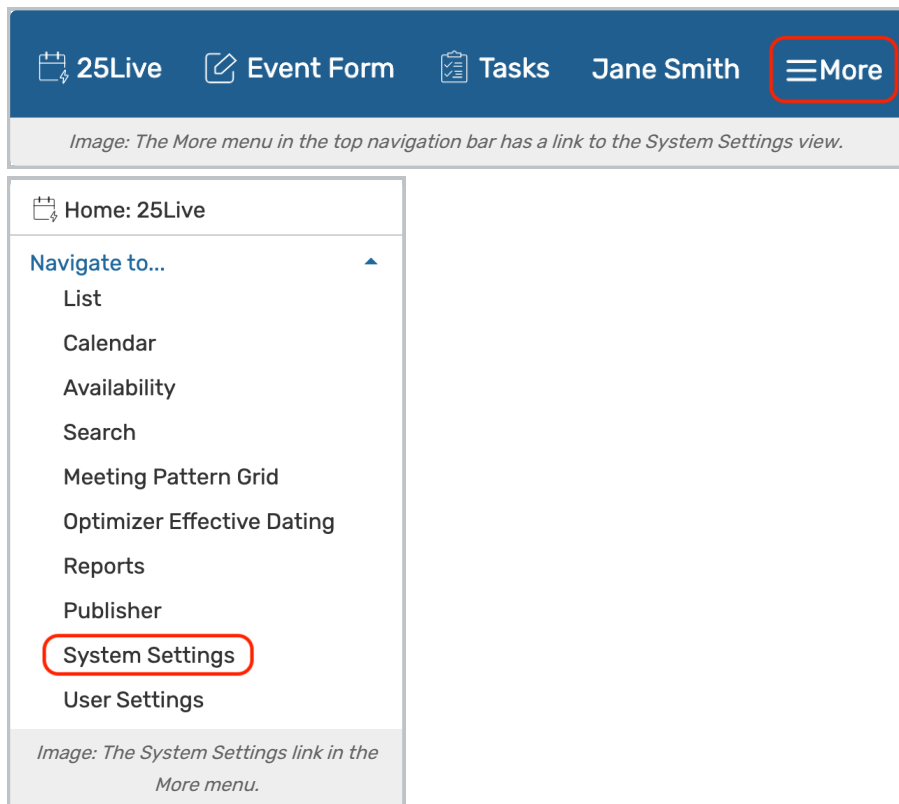 25Live Event Form Tasks Jane Smith More
Image: The More menu in the top navigation bar has a link to the System Settings view.
Home: 25Live
Navigate to...
List
Calendar
Availability
Search
Meeting Pattern Grid
Optimizer Effective Dating
Reports
Publisher
System Settings
User Settings
Image: The System Settings link in the
More menu.